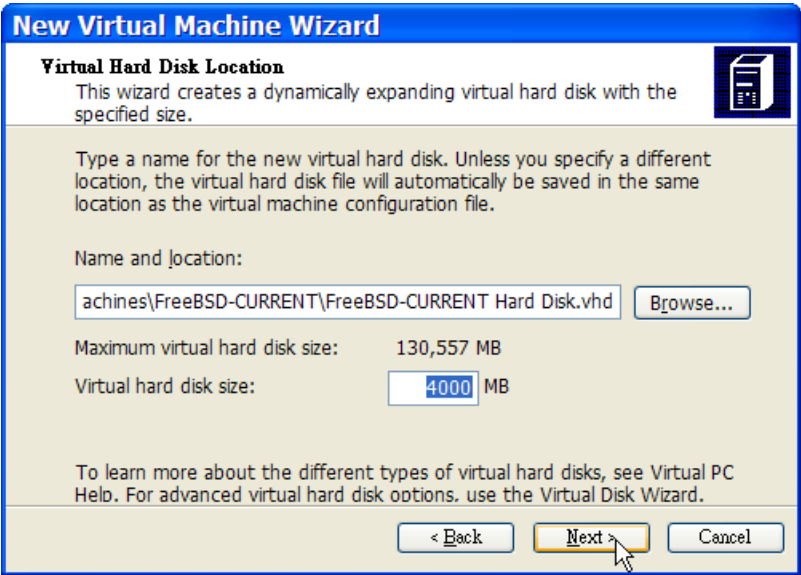 New Virtual Machine Wizard
Virtual Hard Disk Location
This wizard creates a dynamically expanding virtual hard disk with the
specified size.
Type a name for the new virtual hard disk. Unless you specify a different
location, the virtual hard disk file will automatically be saved in the same
location as the virtual machine configuration file.
Name and location:
achines\FreeBSD-CURRENT\FreeBSD-CURRENT Hard Disk.vhd Browse...
Maximum virtual hard disk size: 130,557 MB
Virtual hard disk size: 4000 MB
To learn more about the different types of virtual hard disks, see Virtual PC
Help. For advanced virtual hard disk options, use the Virtual Disk Wizard.
< Back Next > Cancel